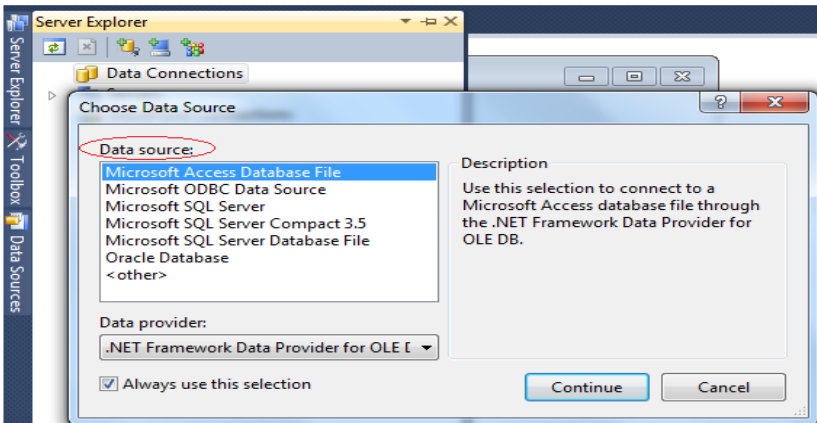 Server Explorer
Data Connections
Server Explorer
Toolbox
Data Sources
Choose Data Source
Data source:
Microsoft Access Database File
Microsoft ODBC Data Source
Microsoft SQL Server
Microsoft SQL Server Compact 3.5
Microsoft SQL Server Database File
Oracle Database
<other>
Data provider:
.NET Framework Data Provider for OLE D
Always use this selection
Description
Use this selection to connect to a
Microsoft Access database file through
the .NET Framework Data Provider for
OLE DB.
Continue
Cancel